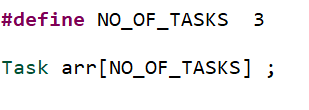 #define NO_OF_TASKS  3
Task arr[NO_OF_TASKS] ;